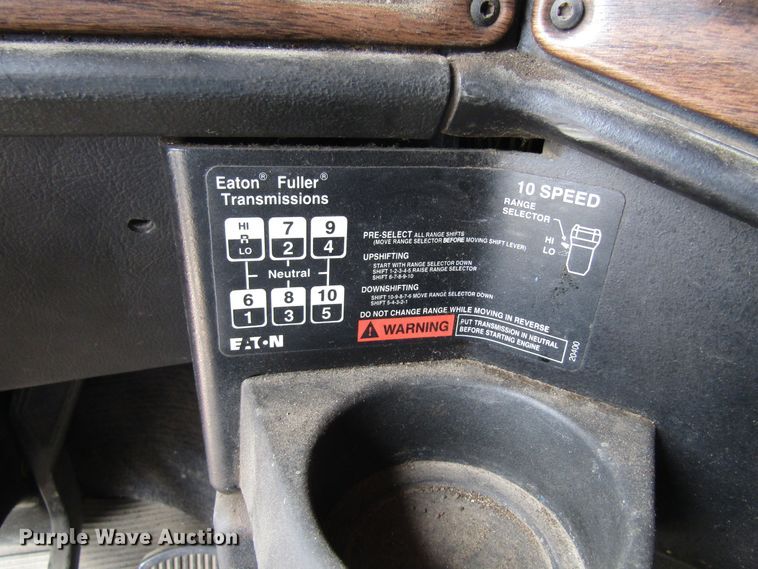 Eaton® Fuller®
Transmissions
10 SPEED
RANGE
SELECTOR
HI
LO
HI 7 9
R 2 4
LO
Neutral
6 8 10
1 3 5
EATON
PRE-SELECT ALL RANGE SHIFTS
(MOVE RANGE SELECTOR BEFORE MOVING SHIFT LEVER)
UPSHIFTING
START WITH RANGE SELECTOR DOWN
SHIFT 1-2-3-4-5 RAISE RANGE SELECTOR
SHIFT 6-7-8-9-10
DOWNSHIFTING
SHIFT 10-9-8-7-6 MOVE RANGE SELECTOR DOWN
SHIFT 5-4-3-2-1
DO NOT CHANGE RANGE WHILE MOVING IN REVERSE
WARNING
PUT TRANSMISSION IN NEUTRAL
BEFORE STARTING ENGINE
20400
Purple Wave Auction